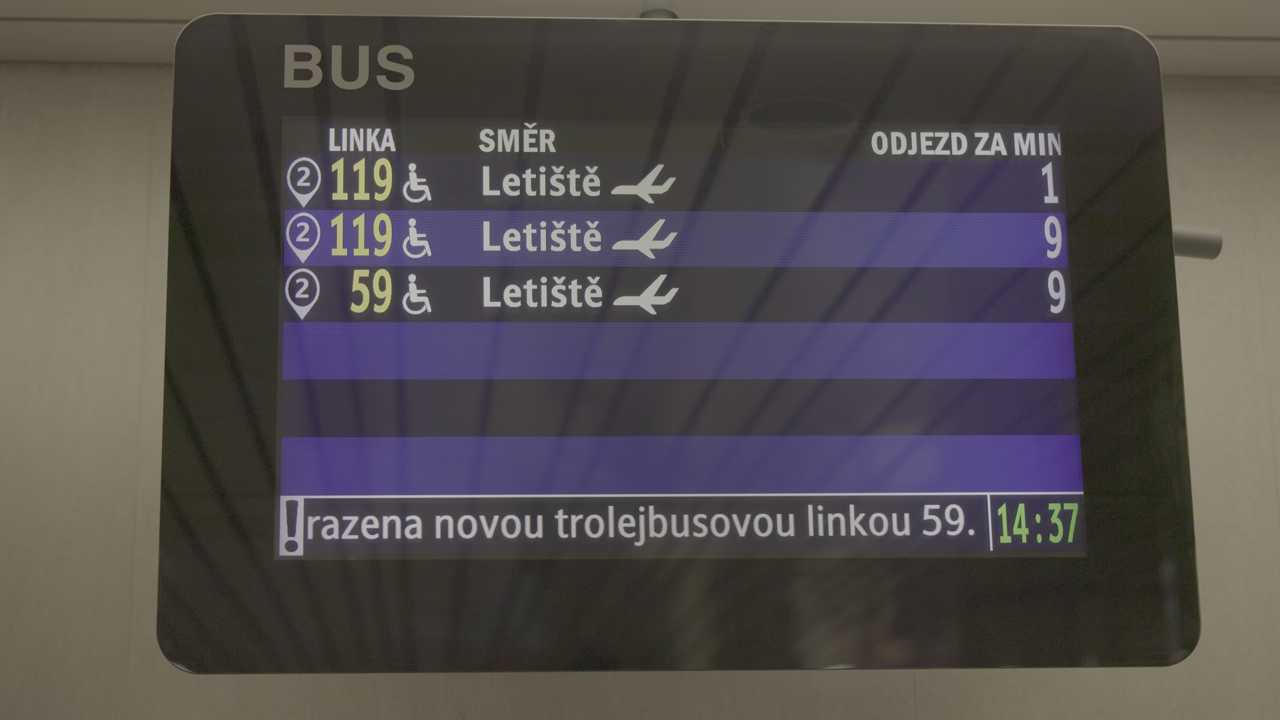 BUS
LINKA SMĚR ODJEZD ZA MIN
2 119 Letiště 1
2 119 Letiště 9
2 59 Letiště 9
! razena novou trolejbusovou linkou 59. 14:37